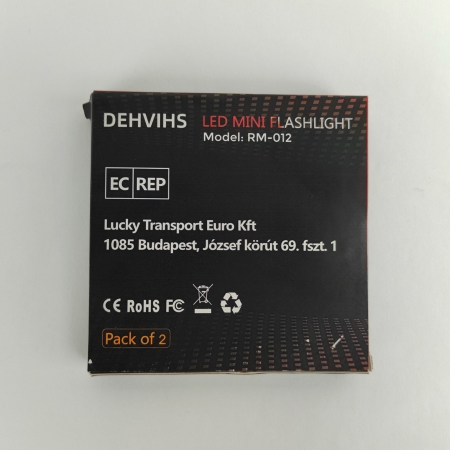 DEHVIHS LED MINI FLASHLIGHT
Model: RM-012
EC REP
Lucky Transport Euro Kft
1085 Budapest, József körút 69. fszt. 1
CE RoHS FC
Pack of 2